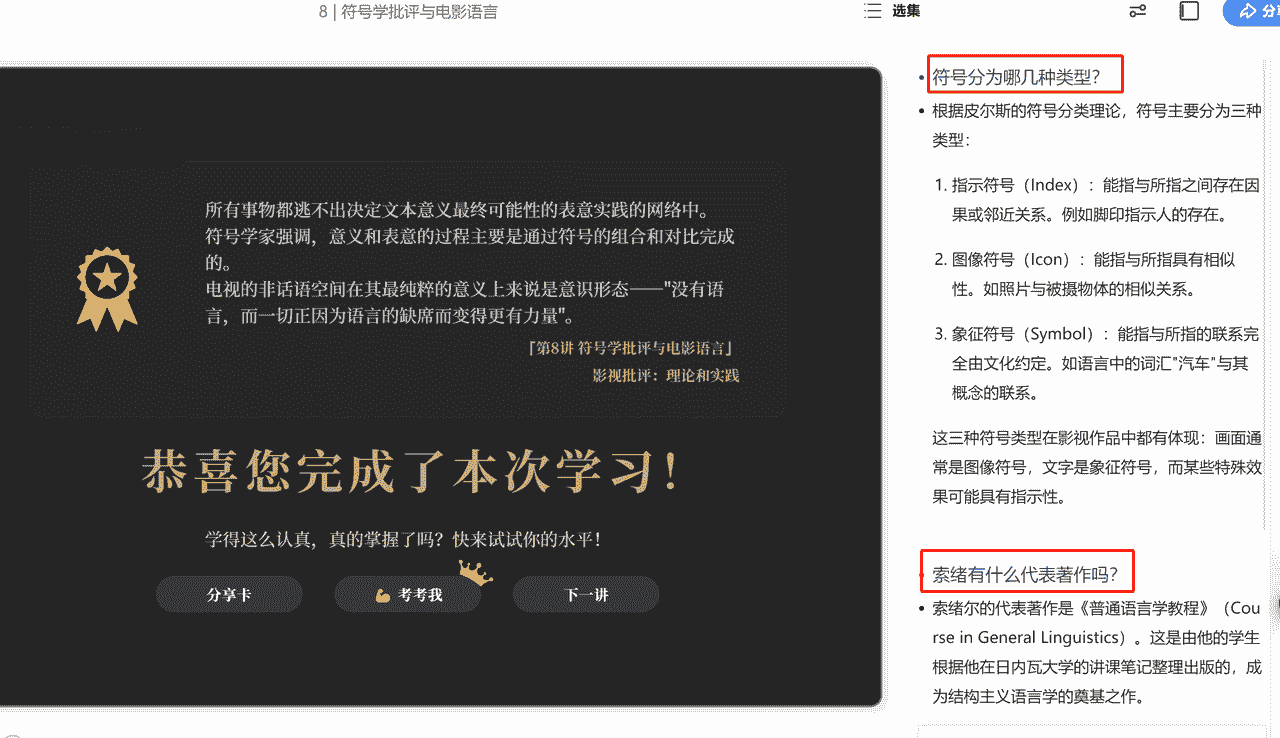 8 | 符号学批评与电影语言
选集
分享
所有事物都逃不出决定文本意义最终可能性的表意实践的网络中。
符号学家强调，意义和表意的过程主要是通过符号的组合和对比完成
的。
电视的非话语空间在其最纯粹的意义上来说是意识形态——"没有语
言，而一切正因为语言的缺席而变得更有力量"。
「第8讲 符号学批评与电影语言」
影视批评：理论和实践
恭喜您完成了本次学习！
学得这么认真，真的掌握了吗？快来试试你的水平！
分享卡
考考我
下一讲
符号分为哪几种类型？
根据皮尔斯的符号分类理论，符号主要分为三种
类型：
1. 指示符号（Index）：能指与所指之间存在因
果或邻近关系。例如脚印指示人的存在。
2. 图像符号（Icon）：能指与所指具有相似
性。如照片与被摄物体的相似关系。
3. 象征符号（Symbol）：能指与所指的联系完
全由文化约定。如语言中的词汇"汽车"与其
概念的联系。
这三种符号类型在影视作品中都有体现：画面通
常是图像符号，文字是象征符号，而某些特殊效
果可能具有指示性。
索绪有什么代表著作吗？
索绪尔的代表著作是《普通语言学教程》（Cou
rse in General Linguistics）。这是由他的学生
根据他在日内瓦大学的讲课笔记整理出版的，成
为结构主义语言学的奠基之作。